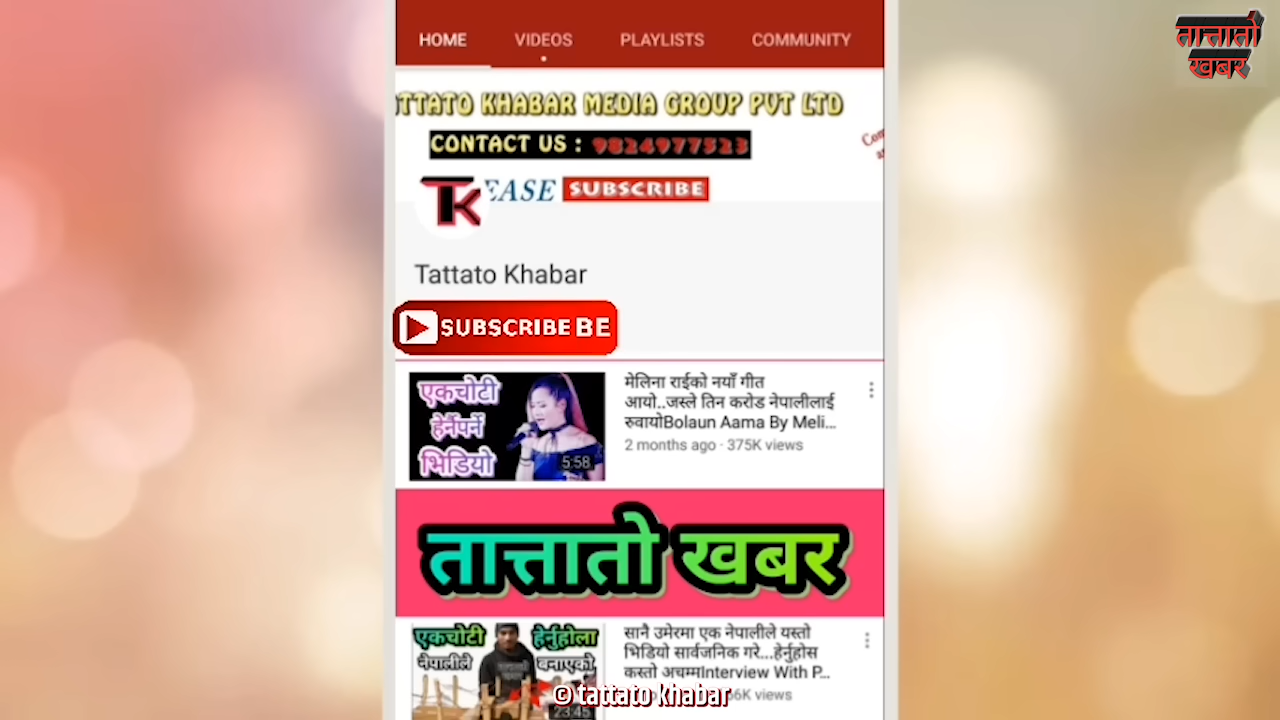 HOME VIDEOS PLAYLISTS COMMUNITY
तात्तातो
खबर
TTATO KHABAR MEDIA GROUP PVT LTD
CONTACT US : 9824977523
EASE SUBSCRIBE
TK
Tattato Khabar
SUBSCRIBE BE
एकचोटी
हेर्नैपर्ने
भिडियो
5:58
मेलिना राईको नयाँ गीत
आयो..जस्ले तिन करोड नेपालीलाई
रुवायोBolaun Aama By Meli...
2 months ago · 375K views
तात्तातो खबर
एकचोटी हेर्नुहोला
नेपालीले बनाएको
23:45
सानै उमेरमा एक नेपालीले यस्तो
भिडियो सार्वजनिक गरे...हेर्नुहोस
कस्तो अचम्मInterview With P...
6K views
© tattato khabar